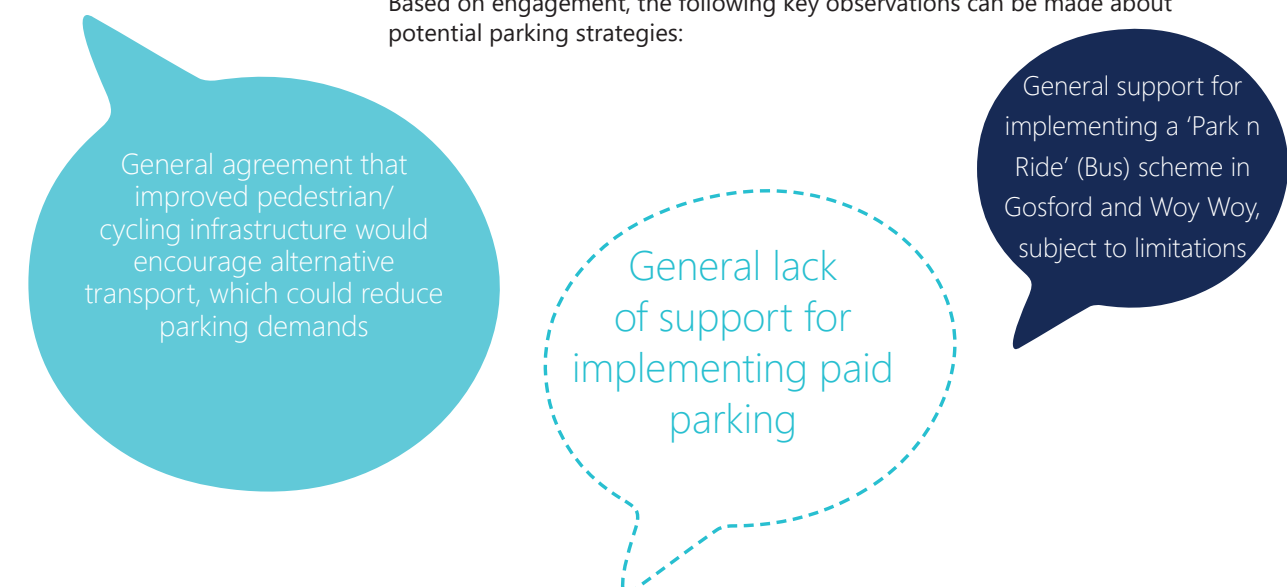 Based on engagement, the following key observations can be made about
potential parking strategies:
General agreement that
improved pedestrian/
cycling infrastructure would
encourage alternative
transport, which could reduce
parking demands
General lack
of support for
implementing paid
parking
General support for
implementing a ‘Park n
Ride’ (Bus) scheme in
Gosford and Woy Woy,
subject to limitations